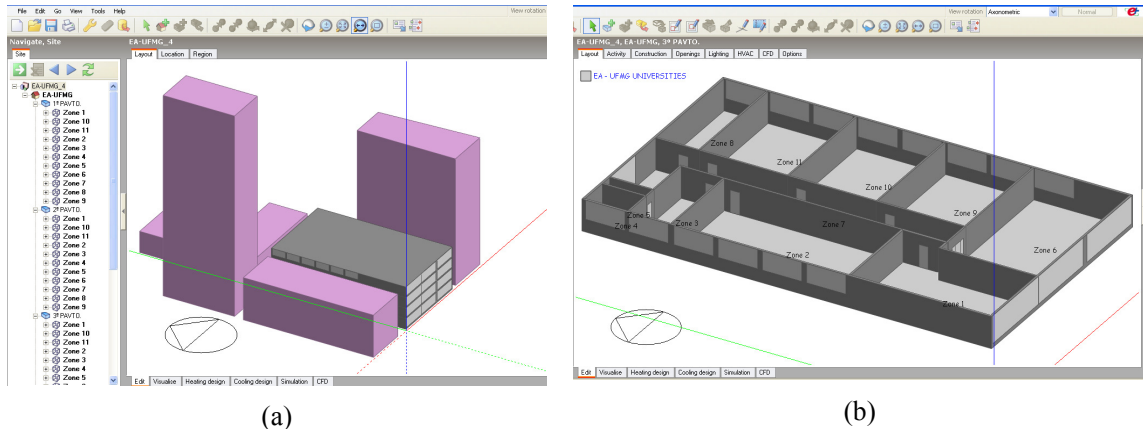 File Edit Go View Tools Help
View rotation
Navigate, Site
Site
EA-UFMG_4
EA-UFMG
1º PAVTO.
Zone 1
Zone 10
Zone 11
Zone 2
Zone 3
Zone 4
Zone 5
Zone 6
Zone 7
Zone 8
Zone 9
2º PAVTO.
Zone 1
Zone 10
Zone 11
Zone 2
Zone 3
Zone 4
Zone 5
Zone 6
Zone 7
Zone 8
Zone 9
3º PAVTO.
Zone 1
Zone 10
Zone 11
Zone 2
Zone 3
Zone 4
Zone 5
EA-UFMG_4
Layout Location Region
Edit Visualise Heating design Cooling design Simulation CFD
(a)
View rotation Axonometric Normal
EA-UFMG_4, EA-UFMG, 3º PAVTO.
Layout Activity Construction Openings Lighting HVAC CFD Options
EA - UFMG UNIVERSITIES
Zone 8
Zone 11
Zone 10
Zone 9
Zone 5
Zone 4
Zone 3
Zone 7
Zone 6
Zone 2
Zone 1
Edit Visualise Heating design Cooling design Simulation CFD
(b)